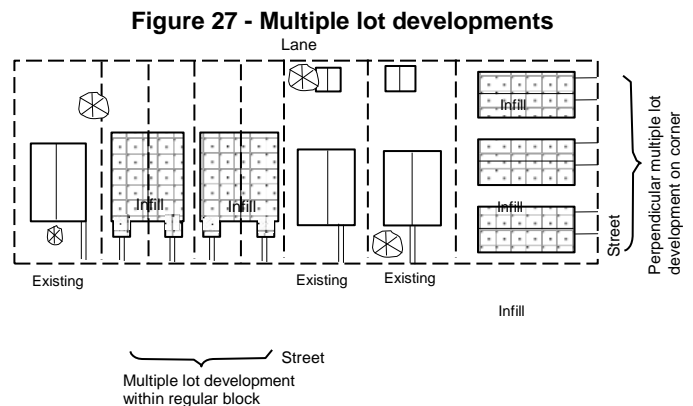 Figure 27 - Multiple lot developments
Lane
Infill
Infill
Infill
Infill
Street
Perpendicular multiple lot
development on corner
Existing
Existing
Existing
Infill
Street
Multiple lot development
within regular block